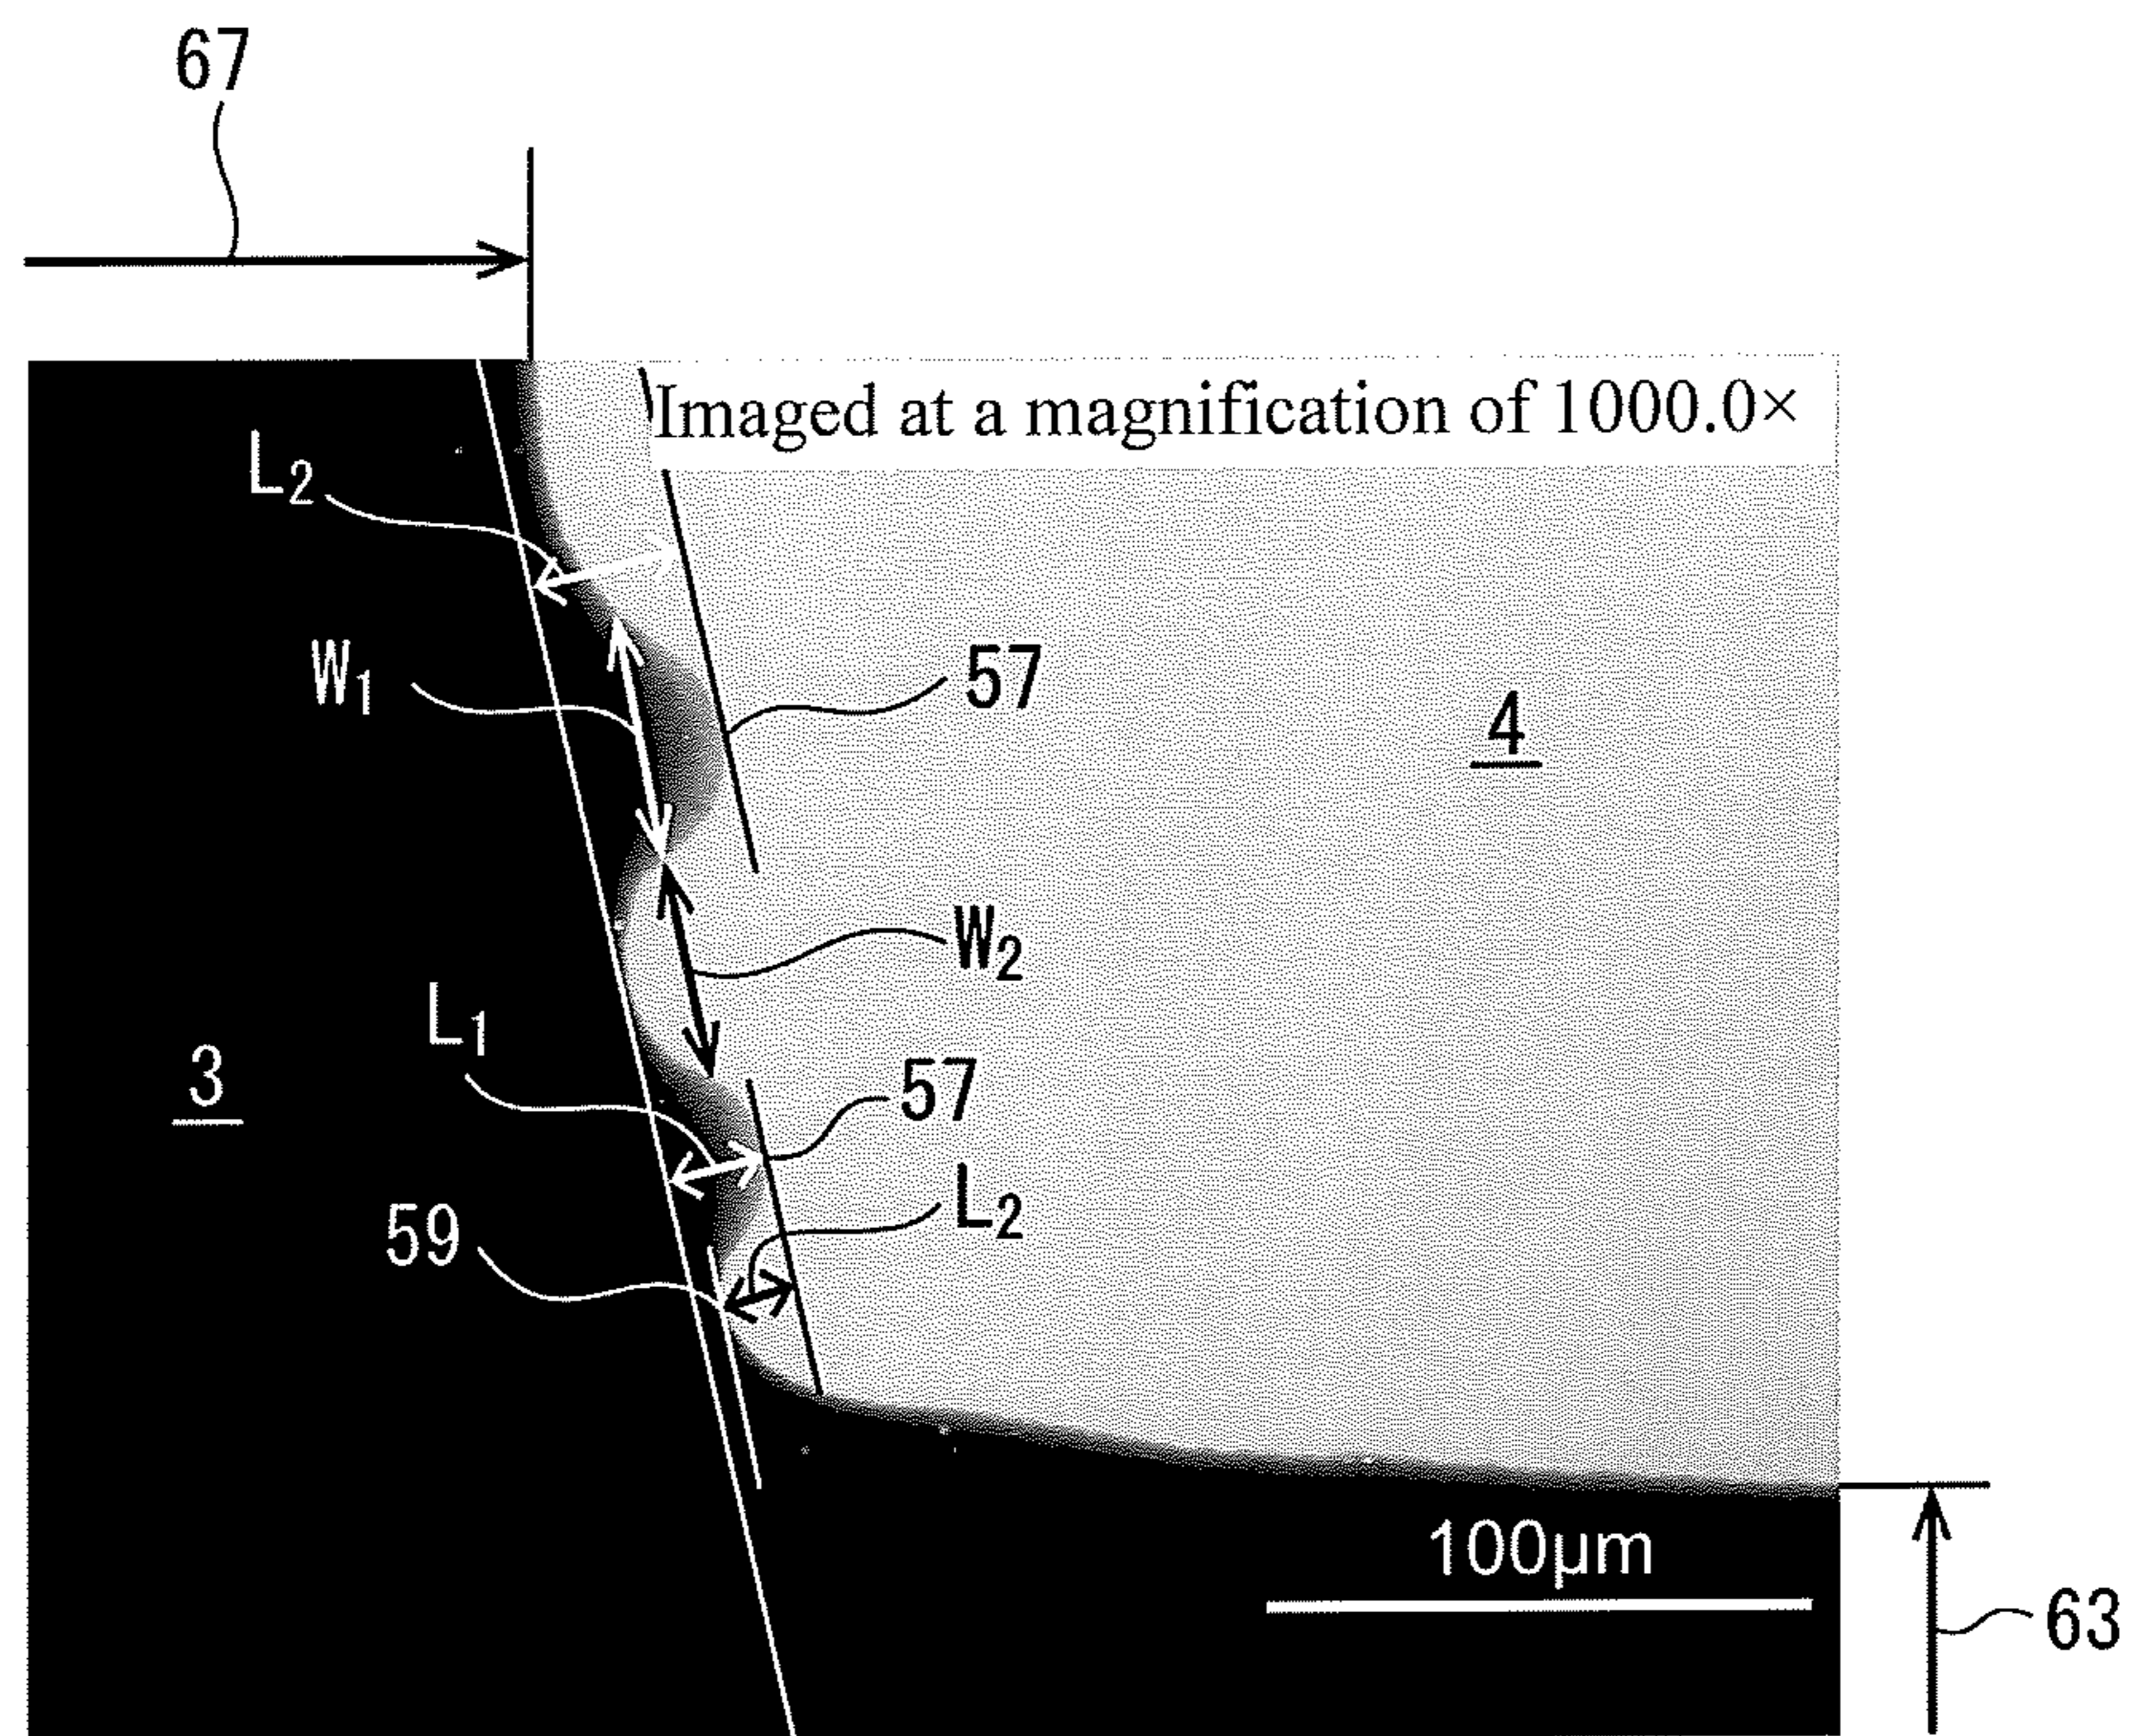 67
Imaged at a magnification of 1000.0×
L2
W1
57
4
W2
L1
3
57
L2
59
100μm
63